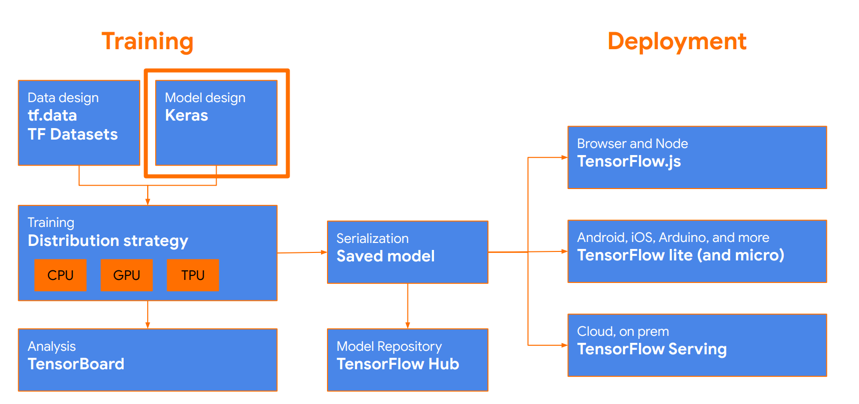 Training
Deployment
Data design
tf.data
TF Datasets
Model design
Keras
Training
Distribution strategy
CPU
GPU
TPU
Analysis
TensorBoard
Serialization
Saved model
Model Repository
TensorFlow Hub
Browser and Node
TensorFlow.js
Android, iOS, Arduino, and more
TensorFlow lite (and micro)
Cloud, on prem
TensorFlow Serving